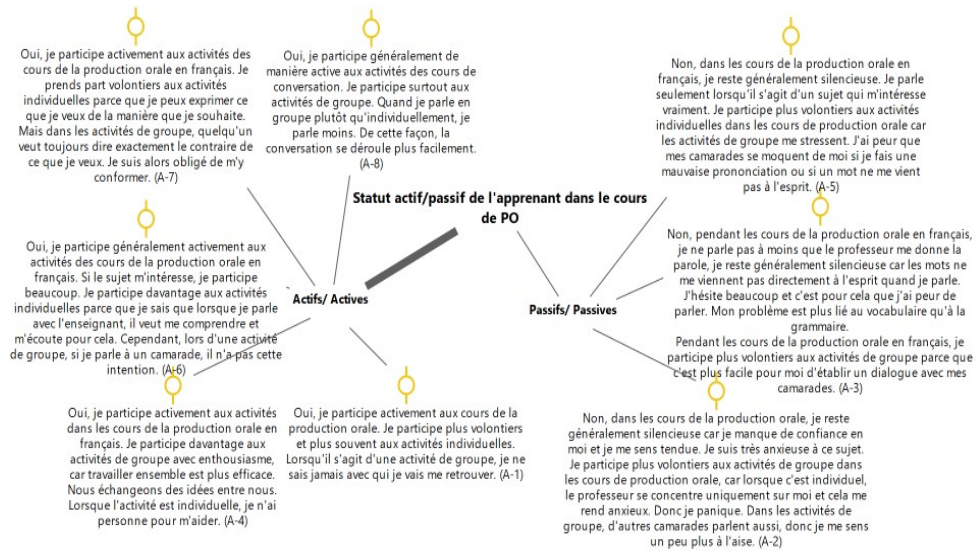 Oui, je participe activement aux activités des
cours de la production orale en français. Je
prends part volontiers aux activités
individuelles parce que je peux exprimer ce
que je veux de la manière que je souhaite.
Mais dans les activités de groupe, quelqu'un
veut toujours dire exactement le contraire de
ce que je veux. Je suis alors obligé de m'y
conformer. (A-7)
Oui, je participe généralement de
manière active aux activités des cours de
conversation. Je participe surtout aux
activités de groupe. Quand je parle en
groupe plutôt qu'individuellement, je
parle moins. De cette façon, la
conversation se déroule plus facilement.
(A-8)
Non, dans les cours de la production orale en
français, je reste généralement silencieuse. Je parle
seulement lorsqu'il s'agit d'un sujet qui m'intéresse
vraiment. Je participe plus volontiers aux activités
individuelles dans les cours de production orale car
les activités de groupe me stressent. J'ai peur que
mes camarades se moquent de moi si je fais une
mauvaise prononciation ou si un mot ne me vient
pas à l'esprit. (A-5)
Statut actif/passif de l'apprenant dans le cours
de PO
Oui, je participe généralement activement aux
activités des cours de la production orale en
français. Si le sujet m'intéresse, je participe
beaucoup. Je participe davantage aux activités
individuelles parce que je sais que lorsque je parle
avec l'enseignant, il veut me comprendre et
m'écoute pour cela. Cependant, lors d'une activité
de groupe, si je parle à un camarade, il n'a pas cette
intention. (A-6)
Actifs/ Actives
Passifs/ Passives
Non, pendant les cours de la production orale en français,
je ne parle pas à moins que le professeur me donne la
parole, je reste généralement silencieuse car les mots ne
me viennent pas directement à l'esprit quand je parle.
J'hésite beaucoup et c'est pour cela que j'ai peur de
parler. Mon problème est plus lié au vocabulaire qu'à la
grammaire.
Pendant les cours de la production orale en français, je
participe plus volontiers aux activités de groupe parce que
c'est plus facile pour moi d'établir un dialogue avec mes
camarades. (A-3)
Oui, je participe activement aux activités
dans les cours de la production orale en
français. Je participe davantage aux
activités de groupe avec enthousiasme,
car travailler ensemble est plus efficace.
Nous échangeons des idées entre nous.
Lorsque l'activité est individuelle, je n'ai
personne pour m'aider. (A-4)
Oui, je participe activement aux cours de la
production orale. Je participe plus volontiers
et plus souvent aux activités individuelles.
Lorsqu'il s'agit d'une activité de groupe, je ne
sais jamais avec qui je vais me retrouver. (A-1)
Non, dans les cours de la production orale, je reste
généralement silencieuse car je manque de confiance en
moi et je me sens tendue. Je suis très anxieuse à ce sujet.
Je participe plus volontiers aux activités de groupe dans
les cours de production orale, car lorsque c'est individuel,
le professeur se concentre uniquement sur moi et cela me
rend anxieux. Donc je panique. Dans les activités de
groupe, d'autres camarades parlent aussi, donc je me sens
un peu plus à l'aise. (A-2)